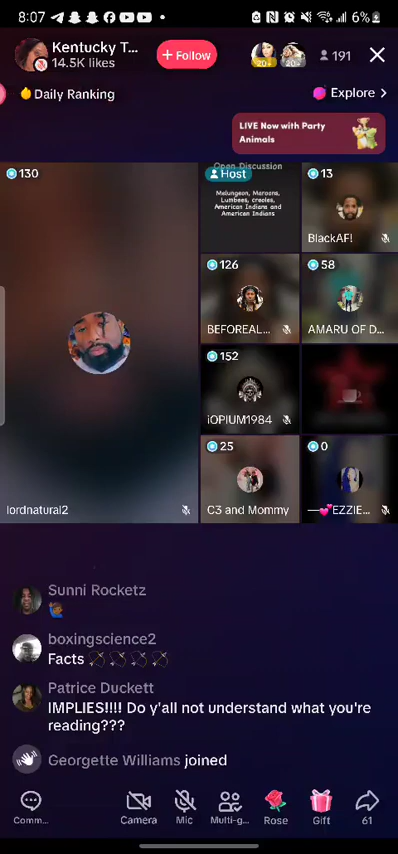 8:07
6%
Kentucky T...
14.5K likes
+ Follow
20+
20+
191
Daily Ranking
Explore >
LIVE Now with Party
Animals
130
Open Discussion
Host
Melungeon, Maroons,
Lumbees, creoles,
American Indians and
American Indians
13
BlackAF!
126
BEFOREAL...
58
AMARU OF D...
152
iOPIUM1984
lordnatural2
25
C3 and Mommy
0
—💕EZZIE...
Sunni Rocketz
🙋🏾‍♂️
boxingscience2
Facts 🏹 🏹 🏹 🏹
Patrice Duckett
IMPLIES!!!! Do y'all not understand what you're
reading???
Georgette Williams joined
Comm...
Camera
Mic
Multi-g...
Rose
Gift
61